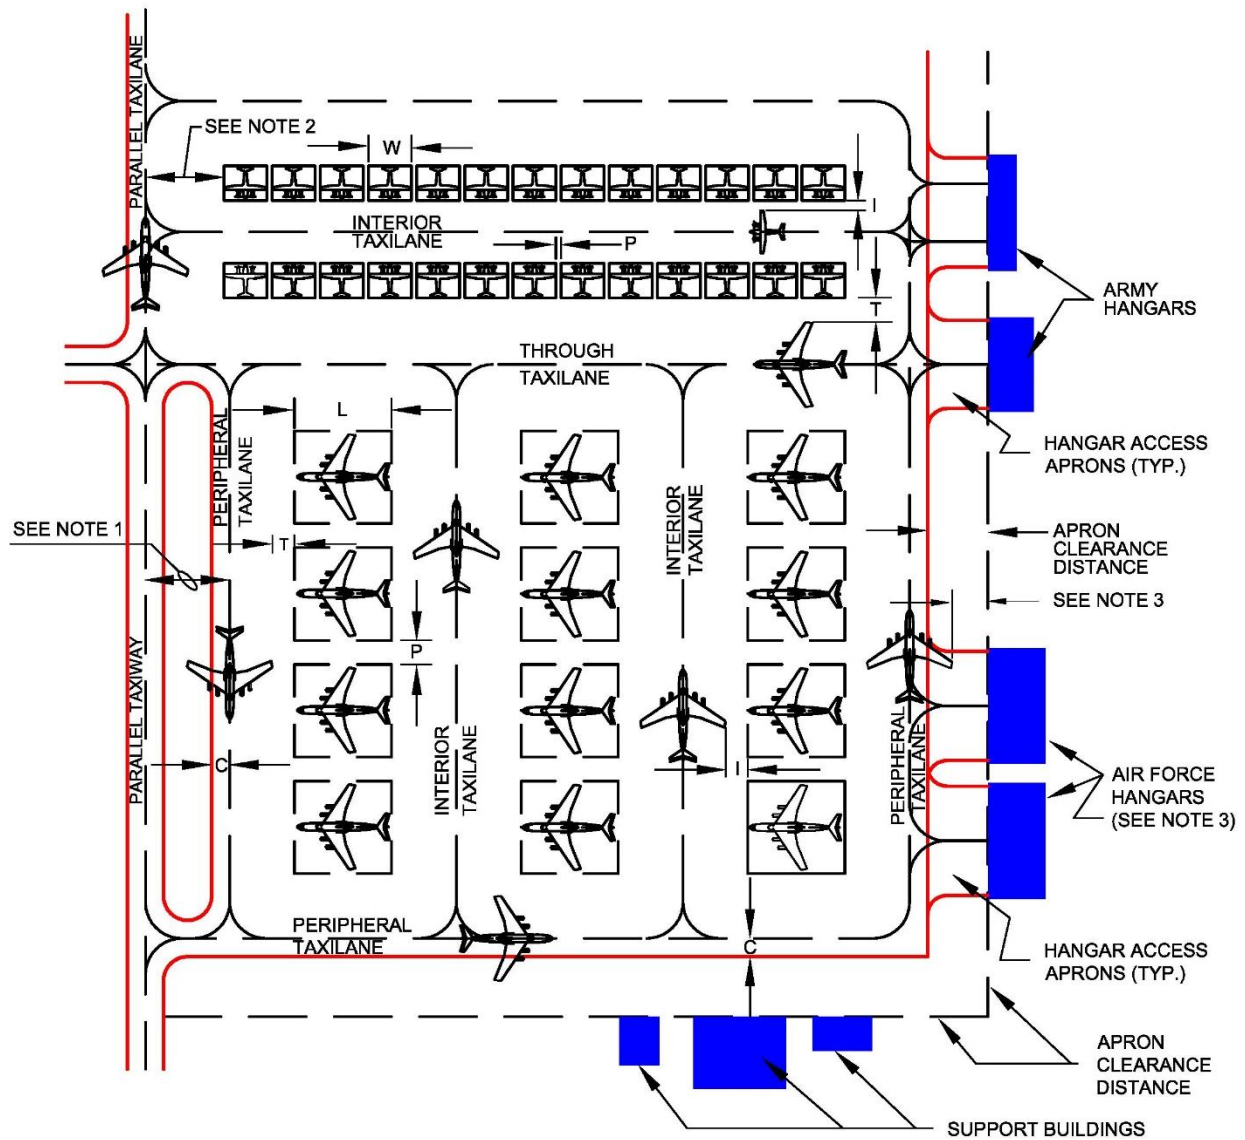 PARALLEL TAXILANE
SEE NOTE 2
W
I
INTERIOR
TAXILANE
P
T
ARMY
HANGARS
THROUGH
TAXILANE
L
PERIPHERAL
TAXILANE
HANGAR ACCESS
APRONS (TYP.)
INTERIOR
TAXILANE
SEE NOTE 1
T
APRON
CLEARANCE
DISTANCE
SEE NOTE 3
PARALLEL TAXIWAY
P
INTERIOR
TAXILANE
C
I
PERIPHERAL
TAXILANE
AIR FORCE
HANGARS
(SEE NOTE 3)
PERIPHERAL
TAXILANE
C
HANGAR ACCESS
APRONS (TYP.)
APRON
CLEARANCE
DISTANCE
SUPPORT BUILDINGS